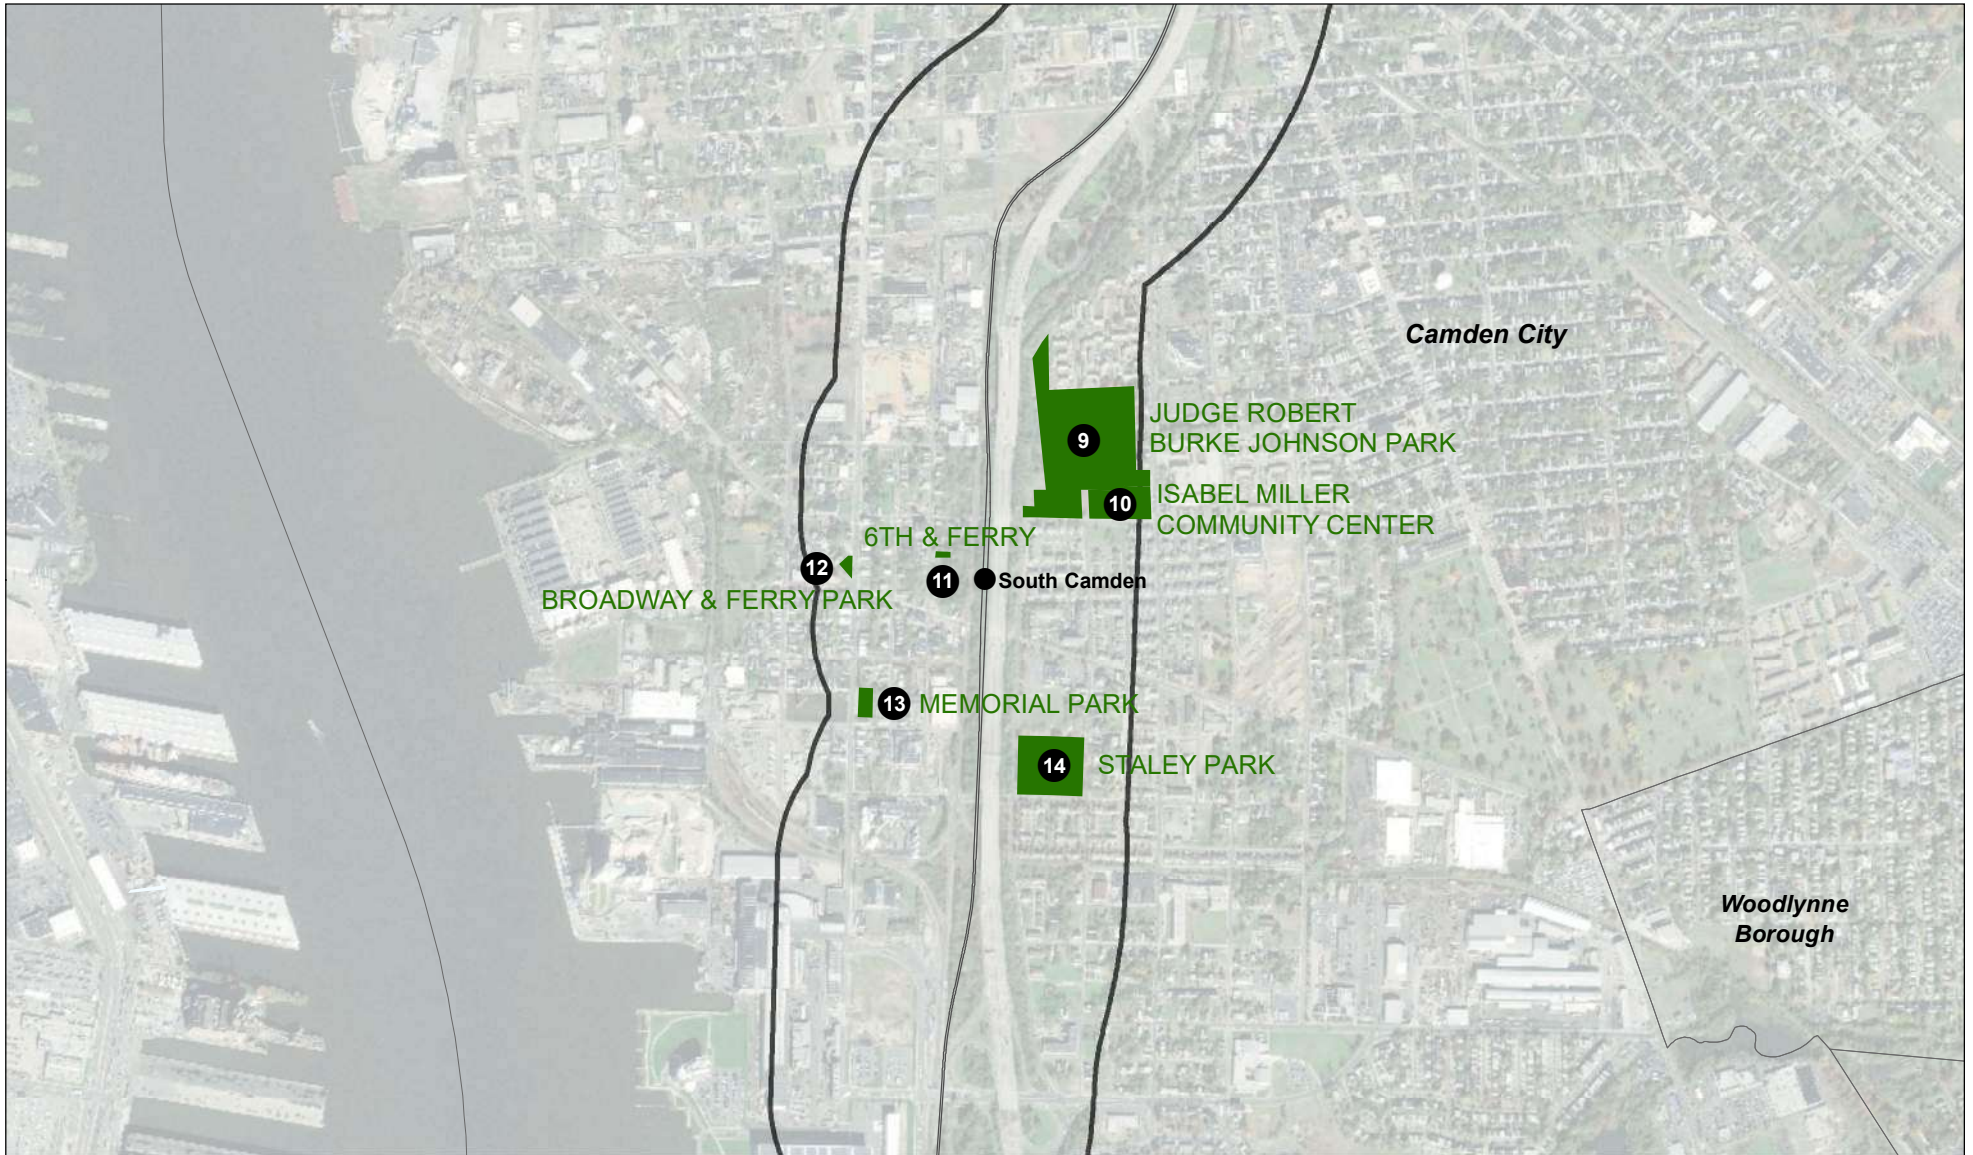 Camden City
9
JUDGE ROBERT
BURKE JOHNSON PARK
10
ISABEL MILLER
COMMUNITY CENTER
6TH & FERRY
11
South Camden
12
BROADWAY & FERRY PARK
13
MEMORIAL PARK
14
STALEY PARK
Woodlynne
Borough